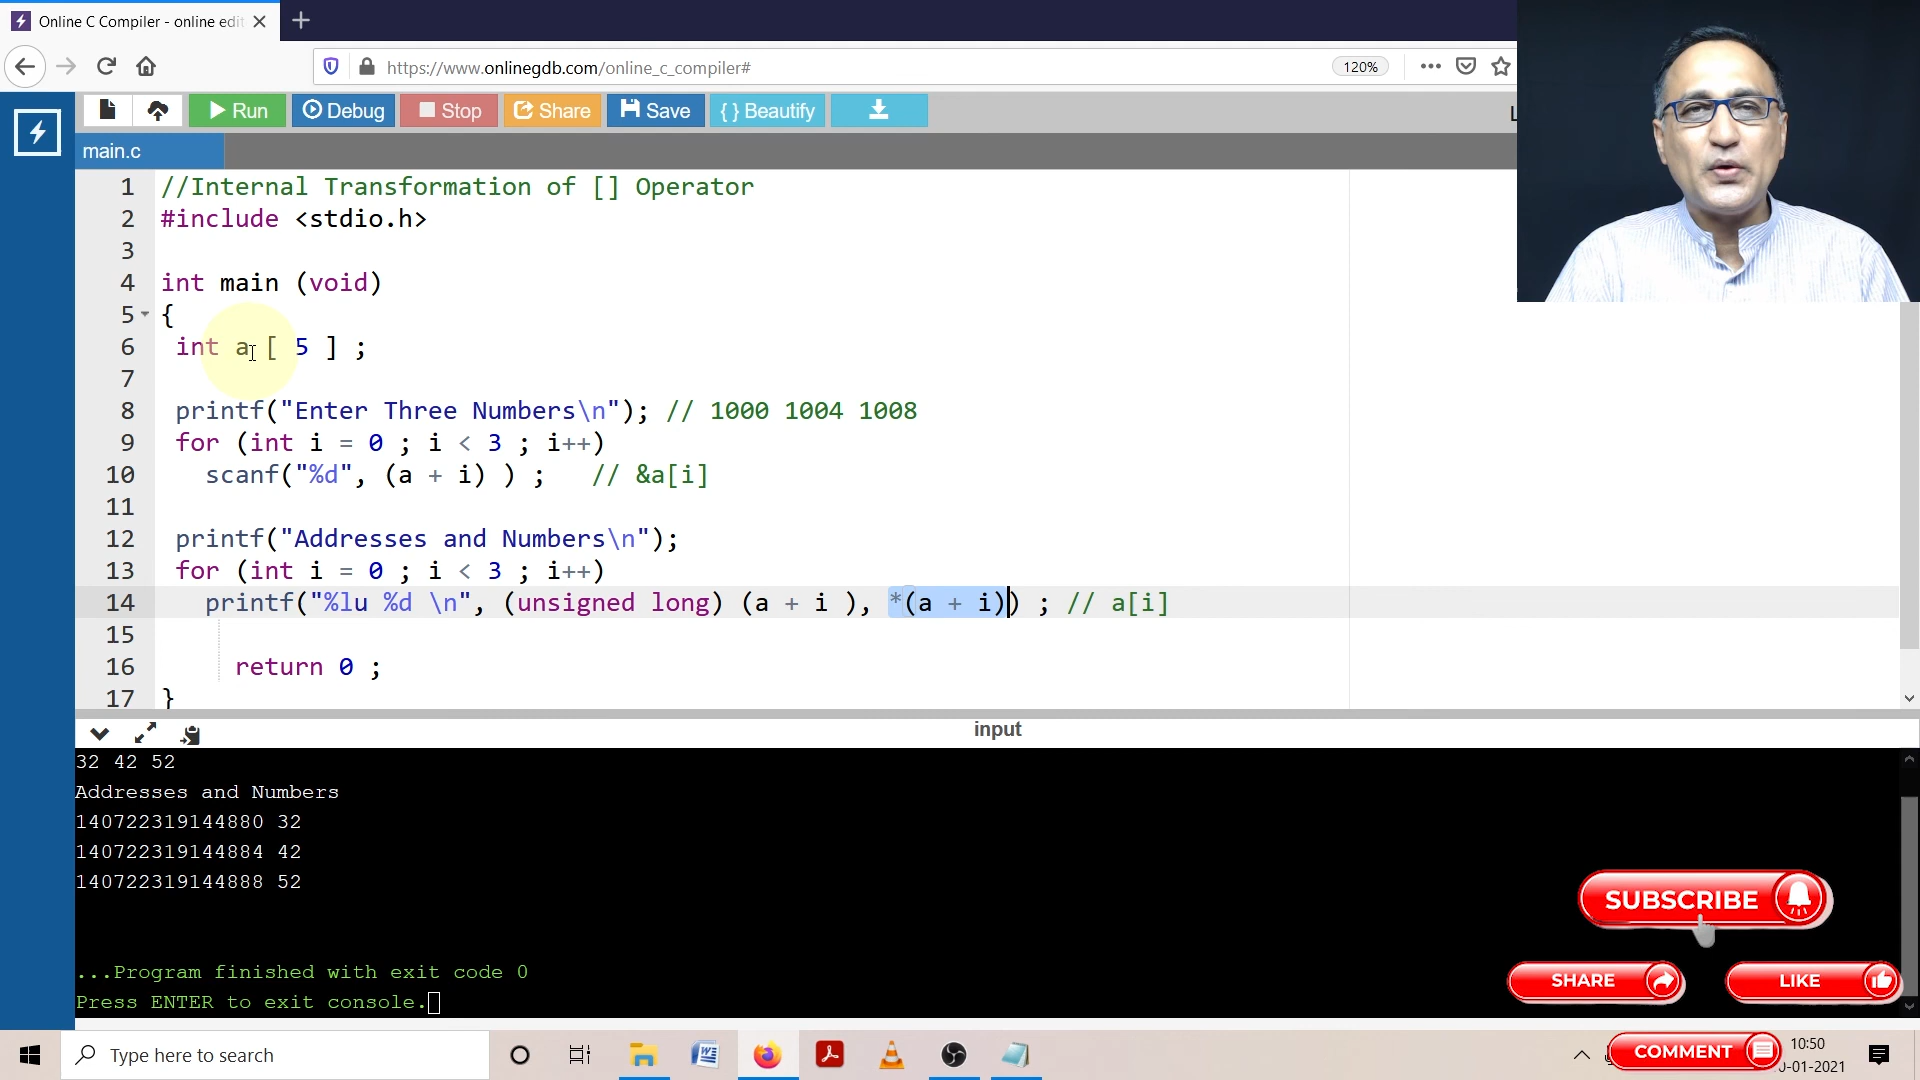 Online C Compiler - online edit
https://www.onlinegdb.com/online_c_compiler#
120%
Run
Debug
Stop
Share
Save
{ } Beautify
main.c
1 //Internal Transformation of [] Operator
2 #include <stdio.h>
3
4 int main (void)
5 {
6 int a [ 5 ] ;
7
8 printf("Enter Three Numbers\n"); // 1000 1004 1008
9 for (int i = 0 ; i < 3 ; i++)
10 scanf("%d", (a + i) ) ; // &a[i]
11
12 printf("Addresses and Numbers\n");
13 for (int i = 0 ; i < 3 ; i++)
14 printf("%lu %d \n", (unsigned long) (a + i ), *(a + i)) ; // a[i]
15
16 return 0 ;
17 }
input
32 42 52
Addresses and Numbers
140722319144880 32
140722319144884 42
140722319144888 52
...Program finished with exit code 0
Press ENTER to exit console.
SUBSCRIBE
SHARE
LIKE
COMMENT
Type here to search
10:50
-01-2021